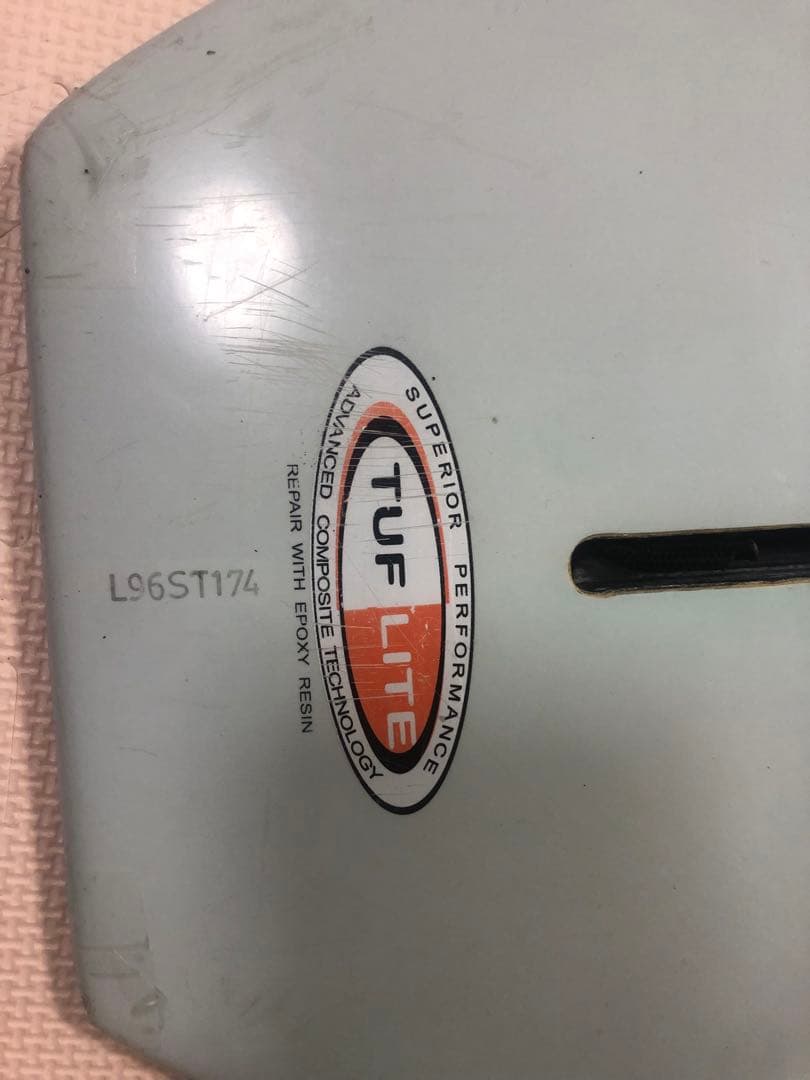 SUPERIOR PERFORMANCE
TUF LITE
ADVANCED COMPOSITE TECHNOLOGY
REPAIR WITH EPOXY RESIN
L96ST174